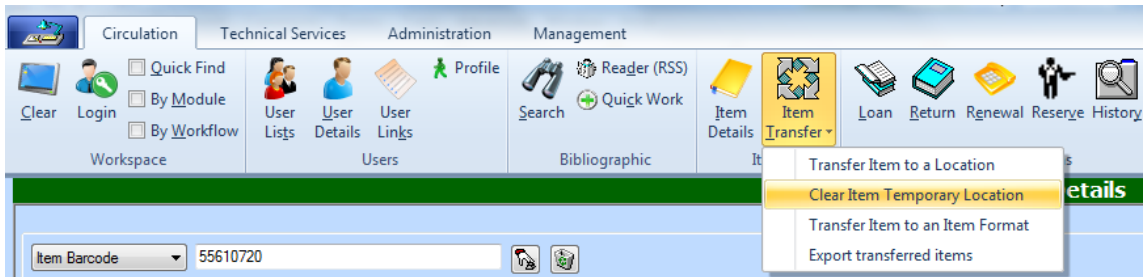 Circulation Technical Services Administration Management
Quick Find Profile Reader (RSS)
By Module Quick Work
Clear Login User Lists User Details User Links Search Item Details Item Transfer Loan Return Renewal Reserve History
By Workflow
Workspace Users Bibliographic It s
Transfer Item to a Location
Clear Item Temporary Location etails
Transfer Item to an Item Format
Item Barcode 55610720
Export transferred items